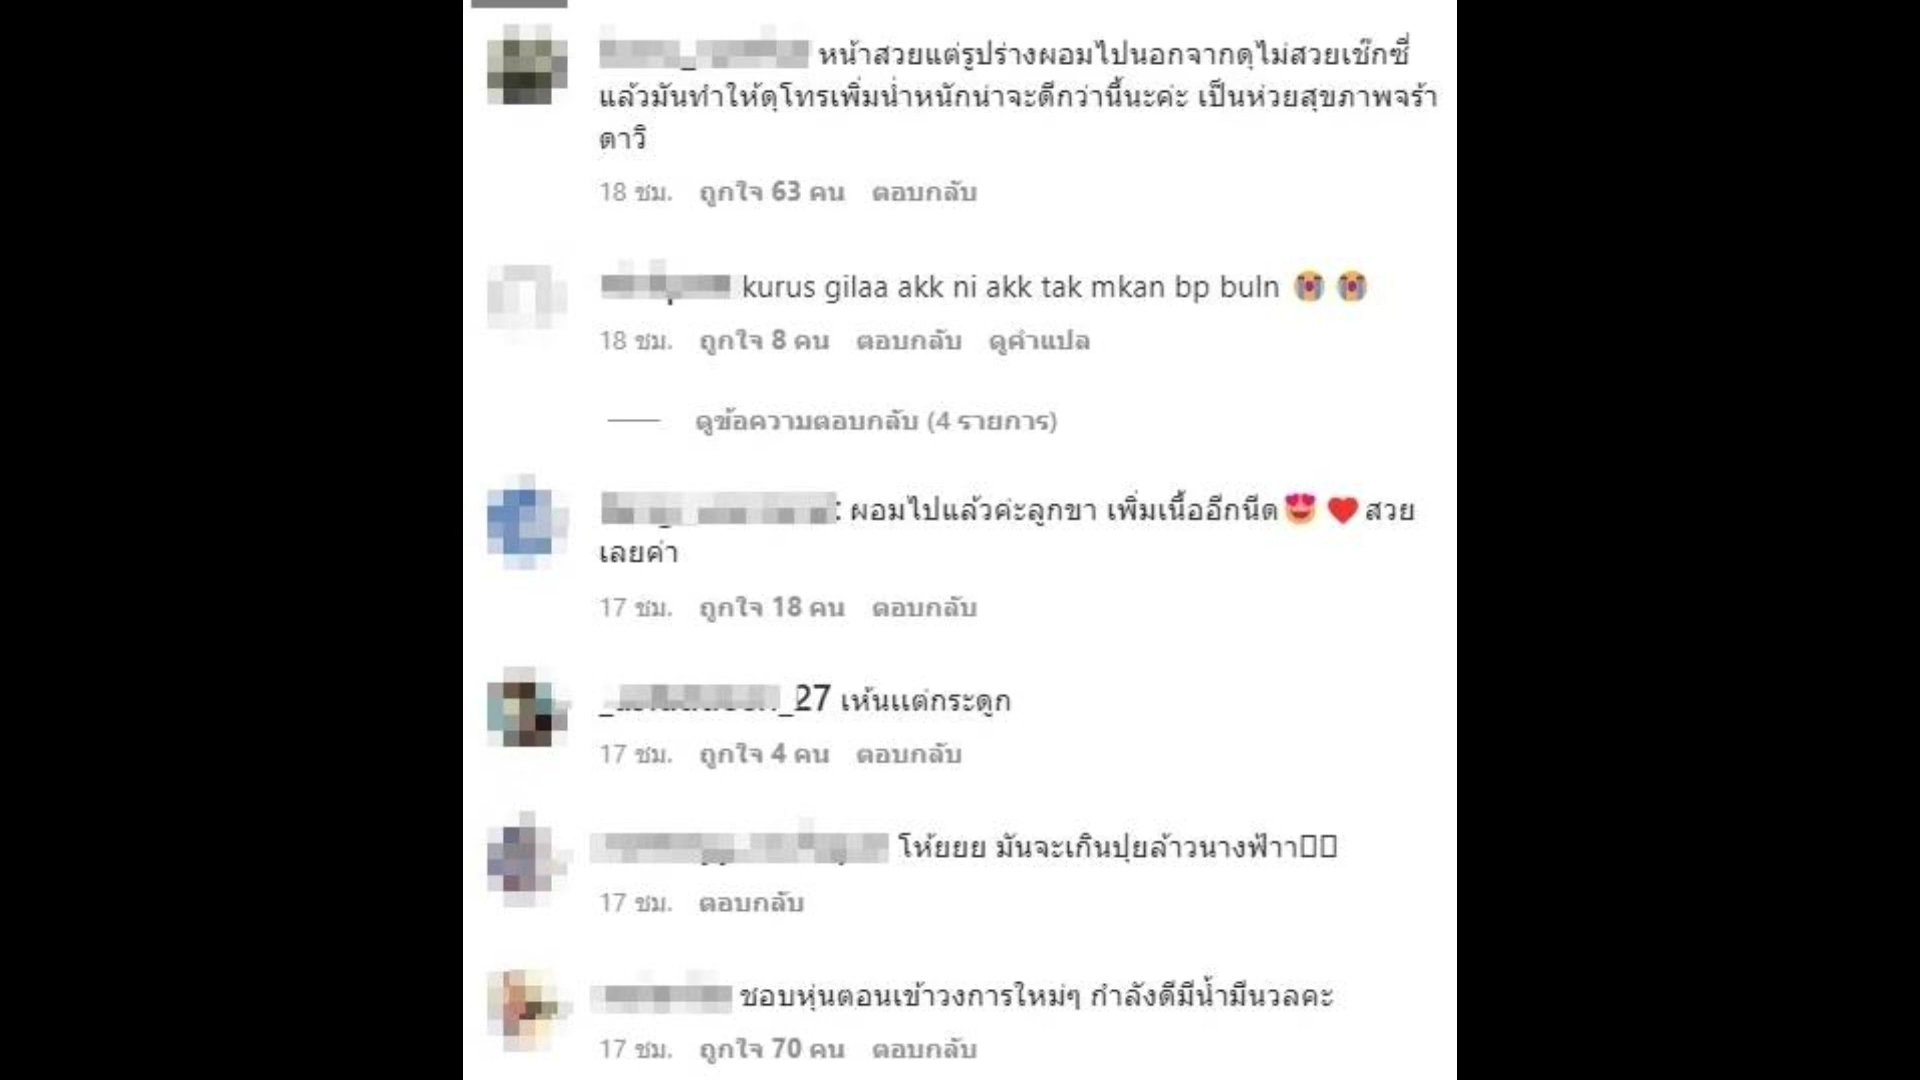 หน้าสวยแต่รูปร่างผอมไปนอกจากดุไม่สวยเซ๊กซี่
แล้วมันทำให้ดุโทรเพิ่มน่ำหนักน่าจะดีกว่านี้นะค่ะ เป็นห่วยสุขภาพจร้า
ดาวิ
18 ชม. ถูกใจ 63 คน ตอบกลับ
kurus gilaa akk ni akk tak mkan bp buln 😭 😭
18 ชม. ถูกใจ 8 คน ตอบกลับ ดูคำแปล
ดูข้อความตอบกลับ (4 รายการ)
: ผอมไปแล้วค่ะลูกขา เพิ่มเนื้ออีกนีด😍 ❤️ สวย
เลยค่า
17 ชม. ถูกใจ 18 คน ตอบกลับ
_27 เห้นแต่กระดูก
17 ชม. ถูกใจ 4 คน ตอบกลับ
โห้ยยย มันจะเกินปุยล้าวนางฟ้าา
17 ชม. ตอบกลับ
ชอบหุ่นตอนเข้าวงการใหม่ๆ กำลังดีมีน้ำมีนวลคะ
17 ชม. ถูกใจ 70 คน ตอบกลับ